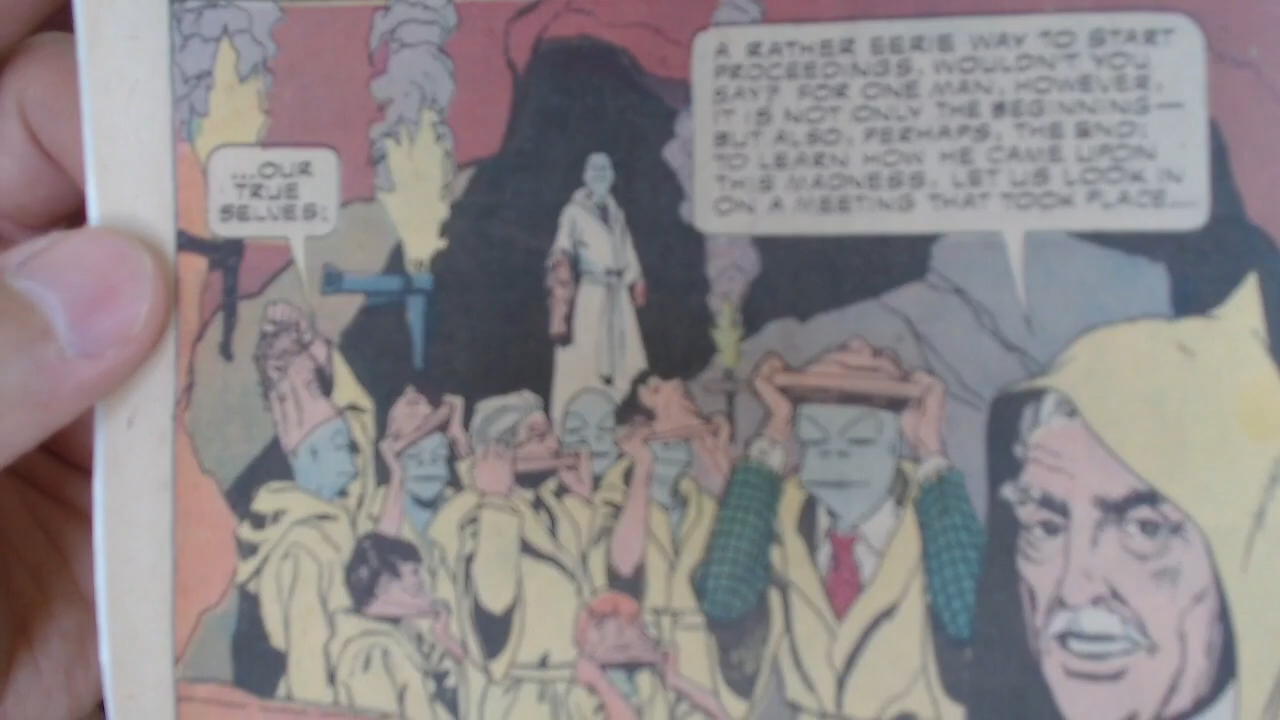 ...OUR
TRUE
SELVES!
A RATHER EERIE WAY TO START
PROCEEDINGS, WOULDN'T YOU
SAY? FOR ONE MAN, HOWEVER,
IT IS NOT ONLY THE BEGINNING—
BUT ALSO, PERHAPS, THE END!
TO LEARN HOW HE CAME UPON
THIS MADNESS, LET US LOOK IN
ON A MEETING THAT TOOK PLACE...